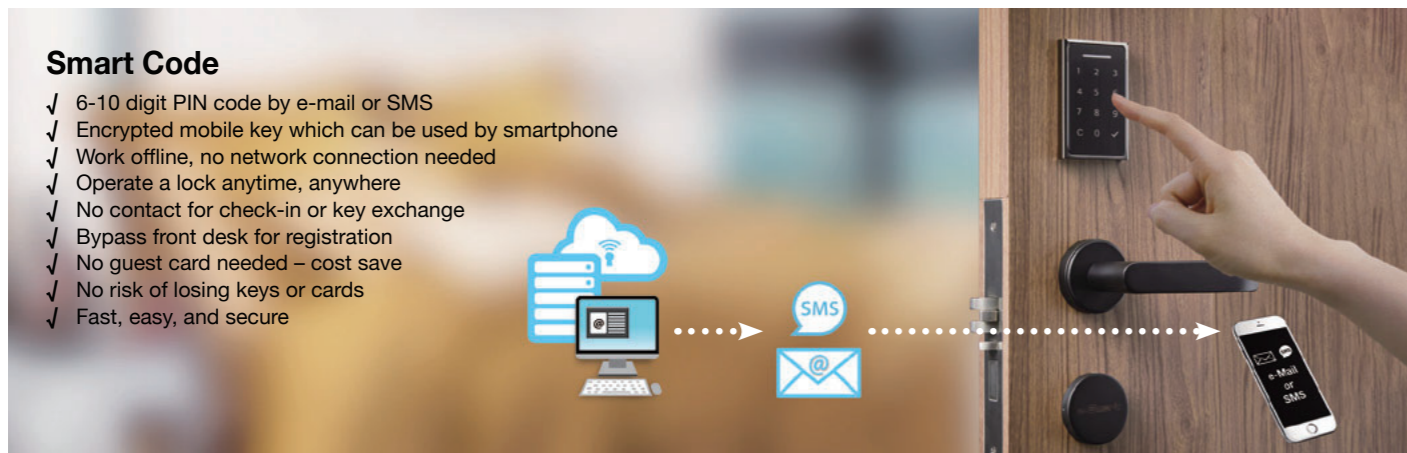 Smart Code
√ 6-10 digit PIN code by e-mail or SMS
√ Encrypted mobile key which can be used by smartphone
√ Work offline, no network connection needed
√ Operate a lock anytime, anywhere
√ No contact for check-in or key exchange
√ Bypass front desk for registration
√ No guest card needed – cost save
√ No risk of losing keys or cards
√ Fast, easy, and secure
1 2 3
4 5
7 8 9
C 0 ✓
@
SMS
@
SMS
e-Mail
or
SMS